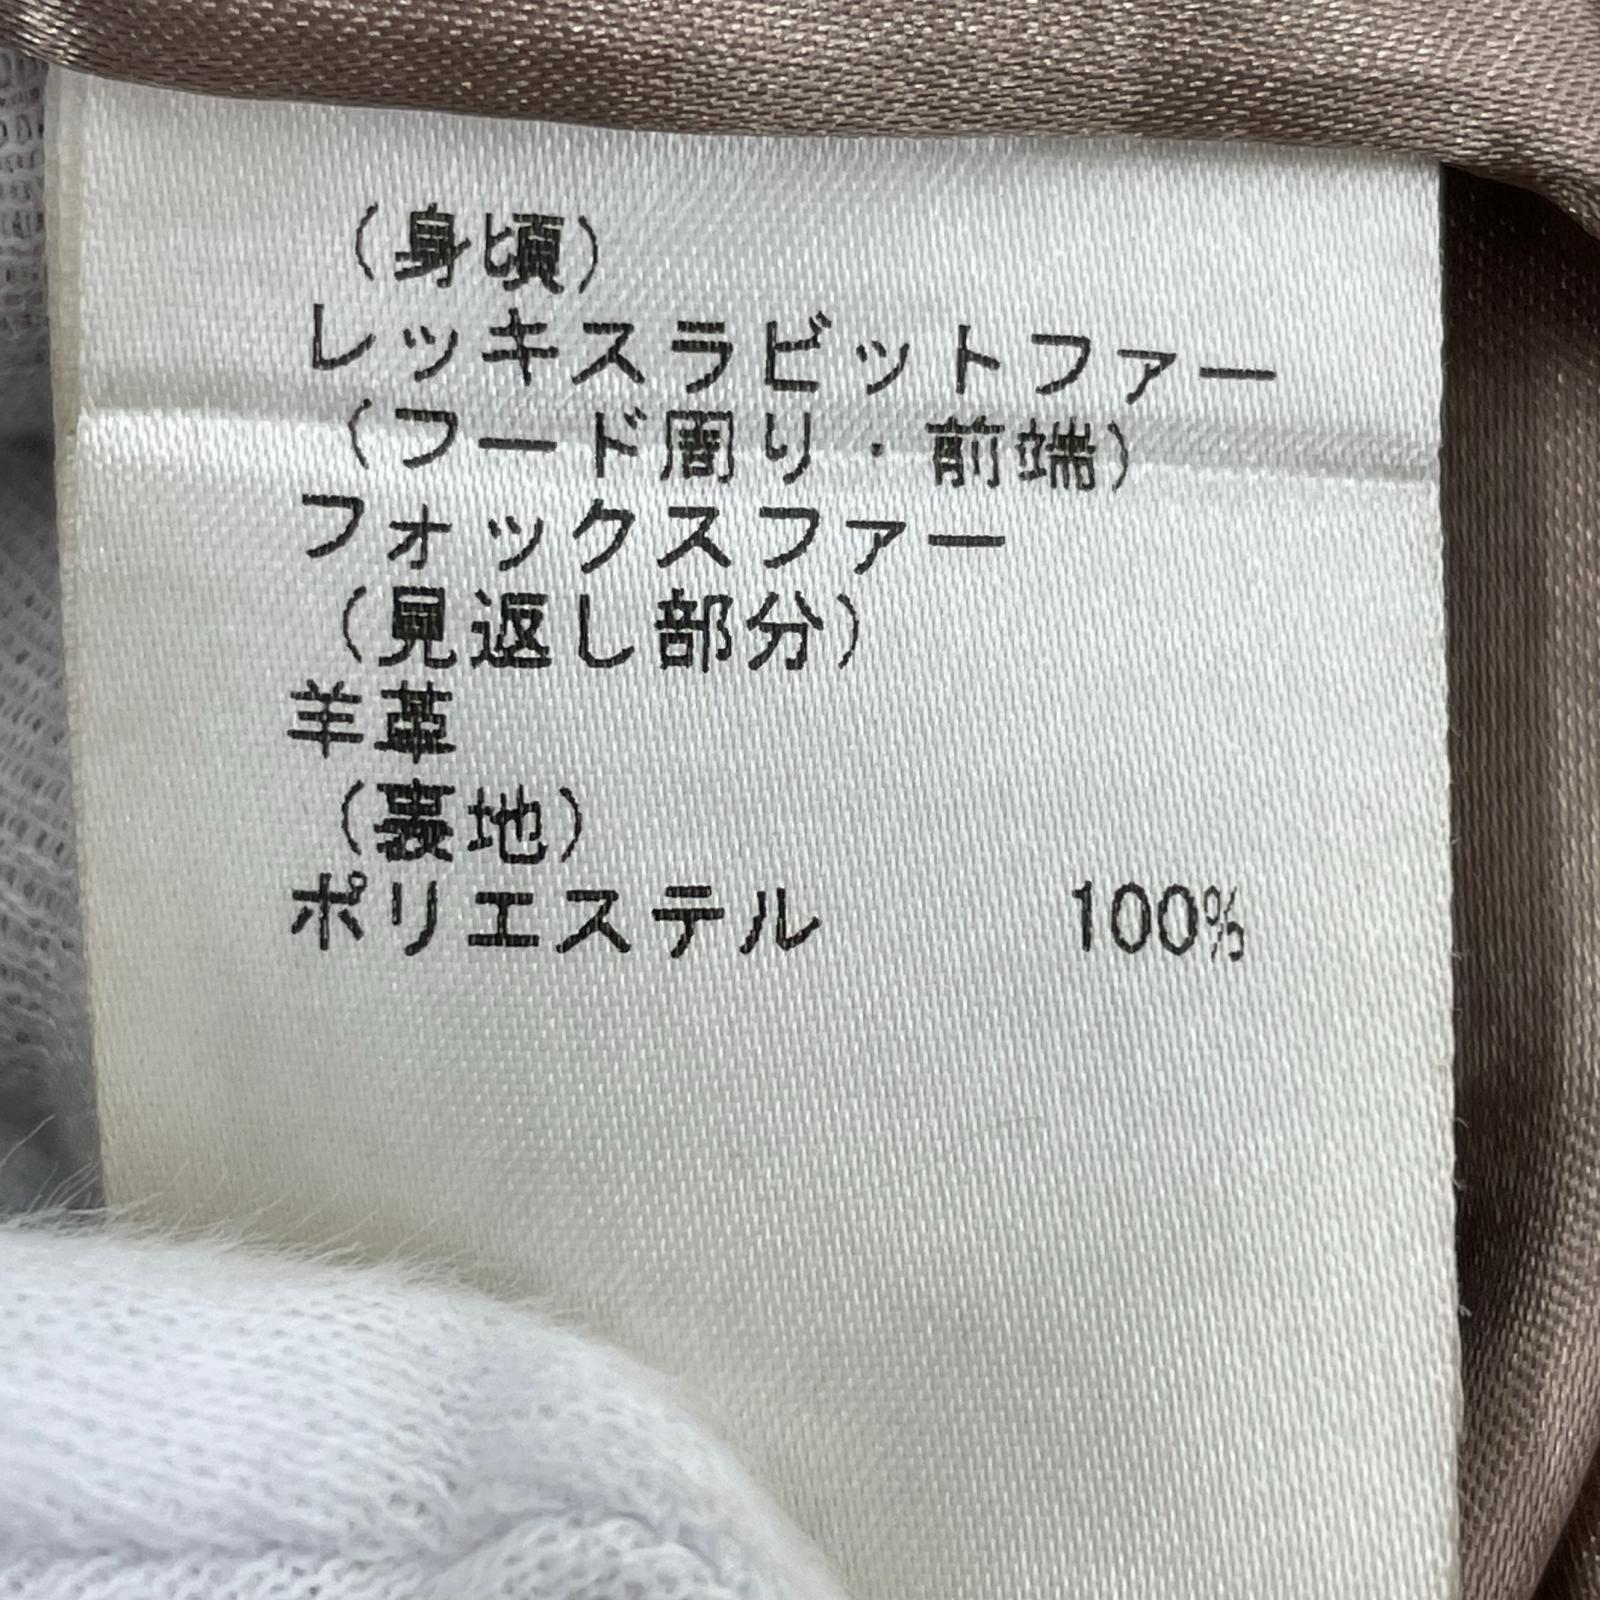 (身頃)
レッキスラビットファー
(フード周り・前端)
フォックスファー
(見返し部分)
羊革
(裏地)
ポリエステル 100%